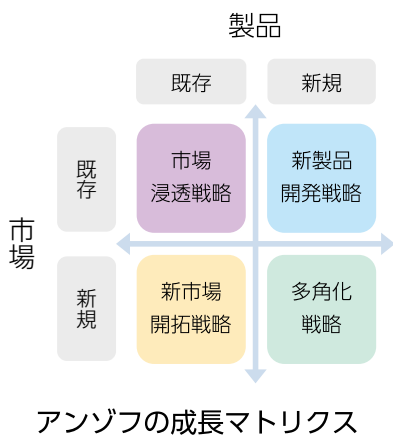 製品
既存
新規
既存
市場
浸透戦略
新製品
開発戦略
市場
新規
新市場
開拓戦略
多角化
戦略
アンゾフの成長マトリクス